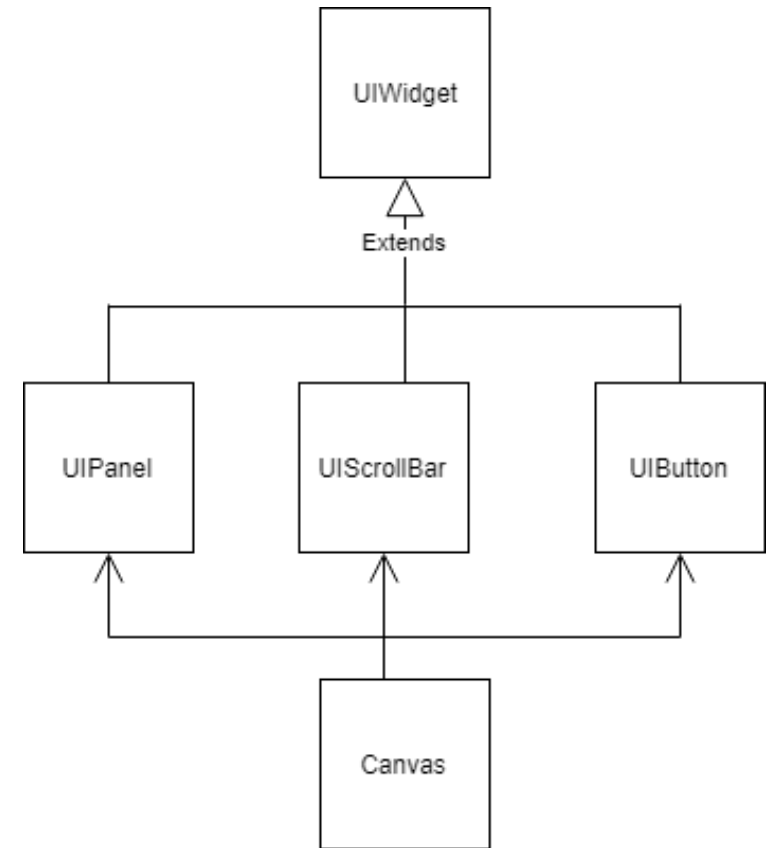 UIWidget
Extends
UIPanel
UIScrollBar
UIButton
Canvas